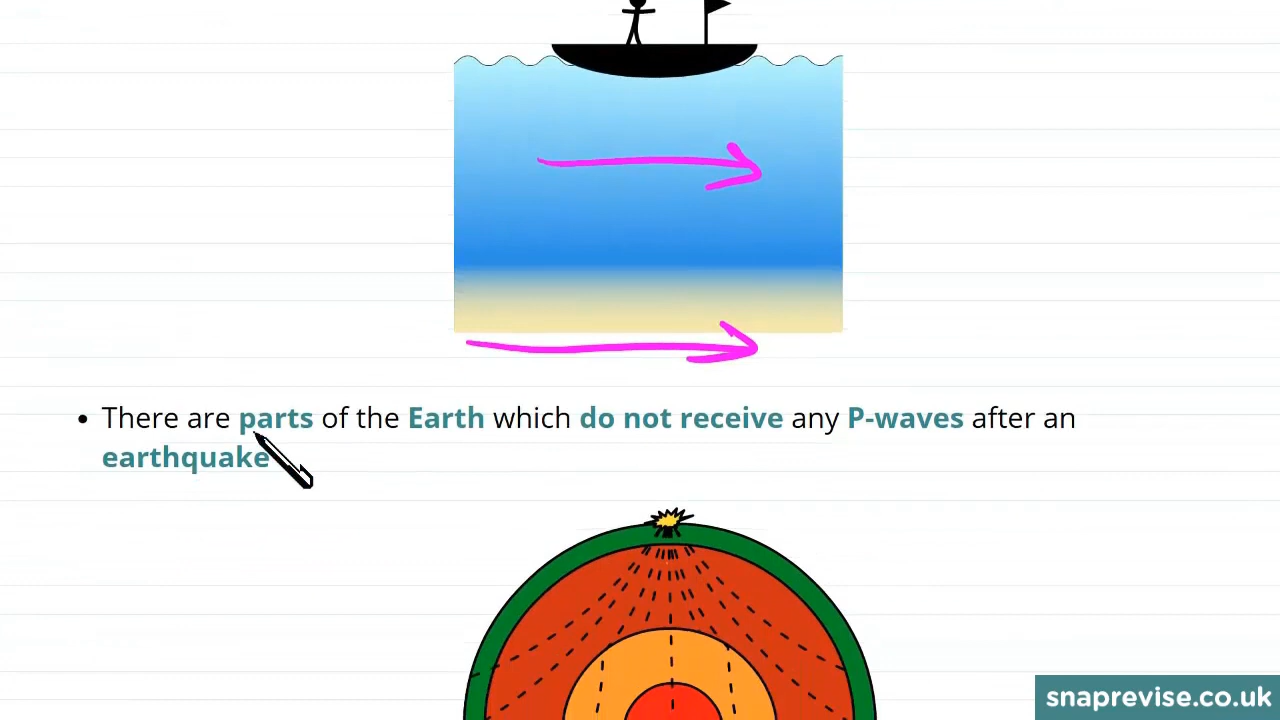 • There are parts of the Earth which do not receive any P-waves after an
earthquake
snaprevise.co.uk